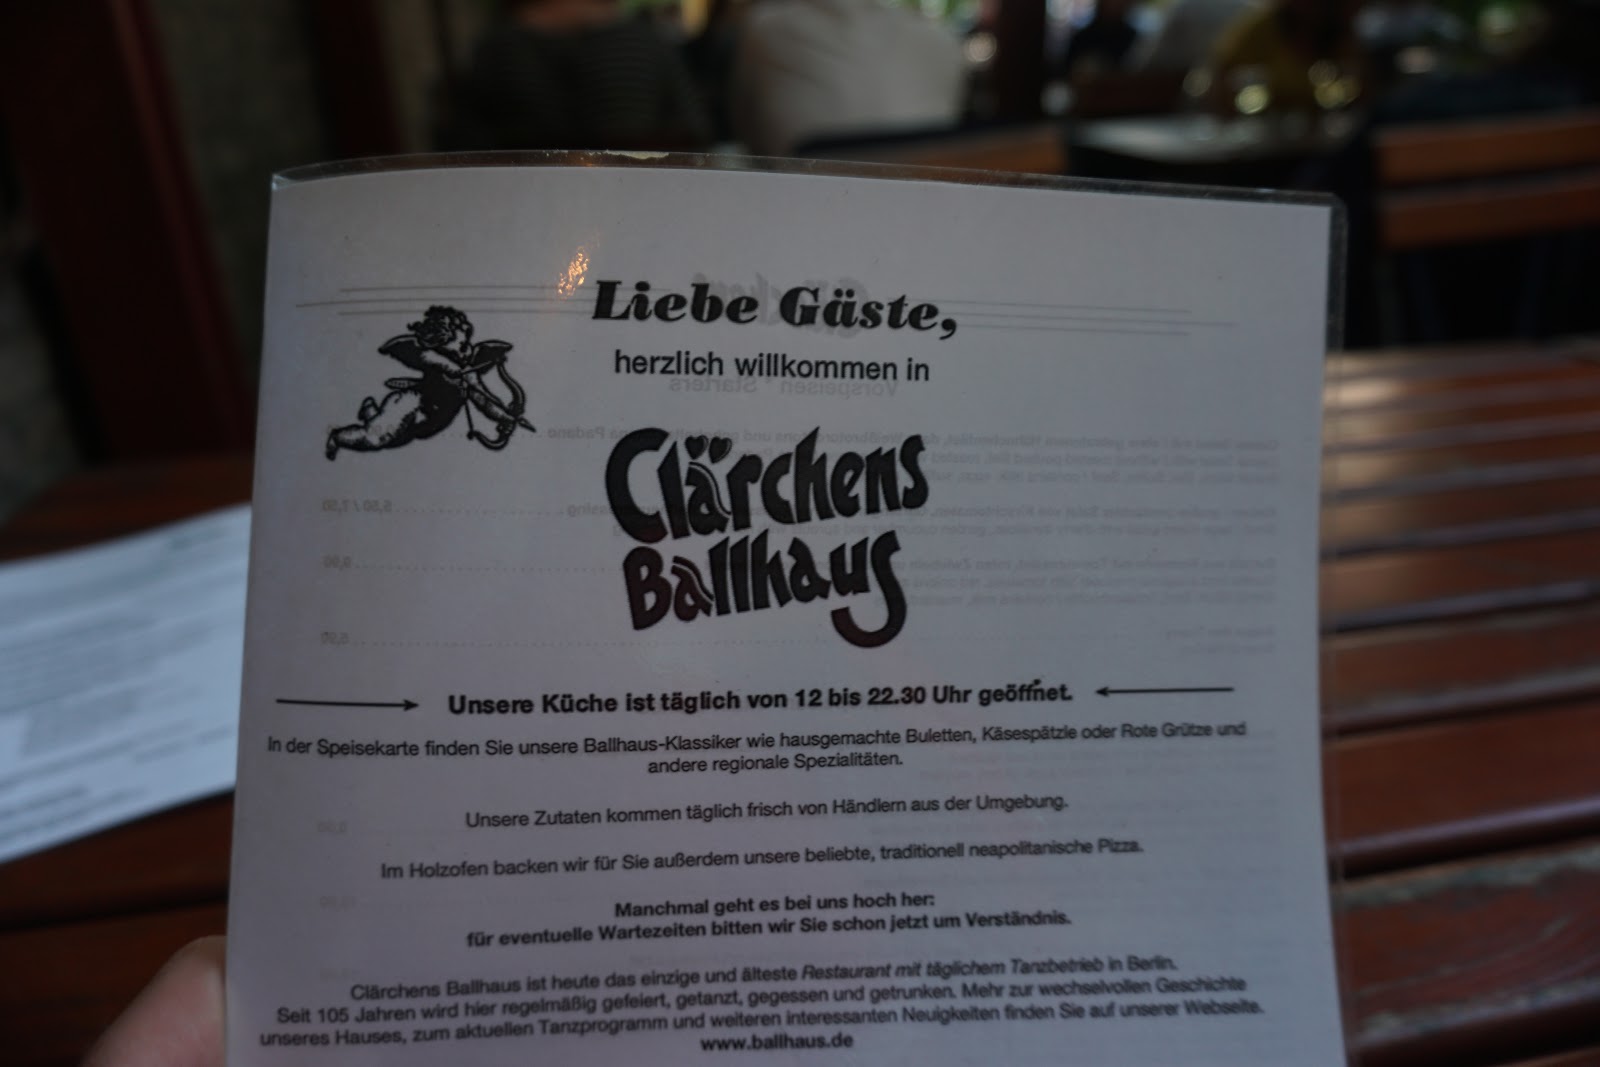 Liebe Gäste,
herzlich willkommen in
Clärchens
Ballhaus
Unsere Küche ist täglich von 12 bis 22.30 Uhr geöffnet.
In der Speisekarte finden Sie unsere Ballhaus-Klassiker wie hausgemachte Buletten, Käsespätzle oder Rote Grütze und
andere regionale Spezialitäten.
Unsere Zutaten kommen täglich frisch von Händlern aus der Umgebung.
Im Holzofen backen wir für Sie außerdem unsere beliebte, traditionell neapolitanische Pizza.
Manchmal geht es bei uns hoch her:
für eventuelle Wartezeiten bitten wir Sie schon jetzt um Verständnis.
Clärchens Ballhaus ist heute das einzige und älteste Restaurant mit täglichem Tanzbetrieb in Berlin.
Seit 105 Jahren wird hier regelmäßig gefeiert, getanzt, gegessen und getrunken. Mehr zur wechselvollen Geschichte
unseres Hauses, zum aktuellen Tanzprogramm und weiteren interessanten Neuigkeiten finden Sie auf unserer Webseite.
www.ballhaus.de